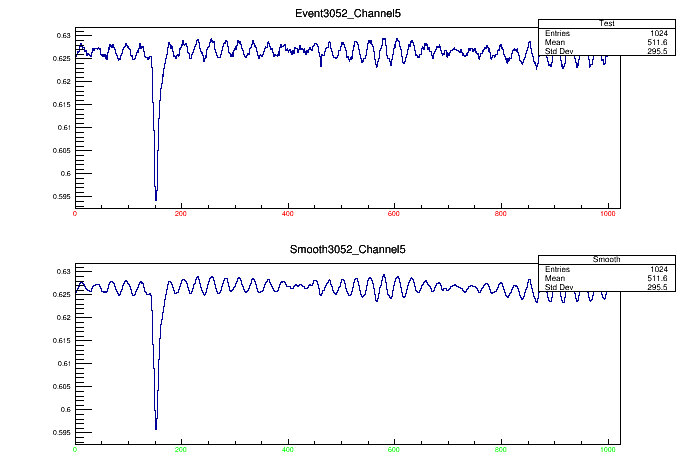 Event3052_Channel5
Test
Entries 1024
Mean 511.6
Std Dev 295.5
0.63
0.625
0.62
0.615
0.61
0.605
0.6
0.595
0 200 400 600 800 1000
Smooth3052_Channel5
Smooth
Entries 1024
Mean 511.6
Std Dev 295.5
0.63
0.625
0.62
0.615
0.61
0.605
0.6
0.595
0 200 400 600 800 1000